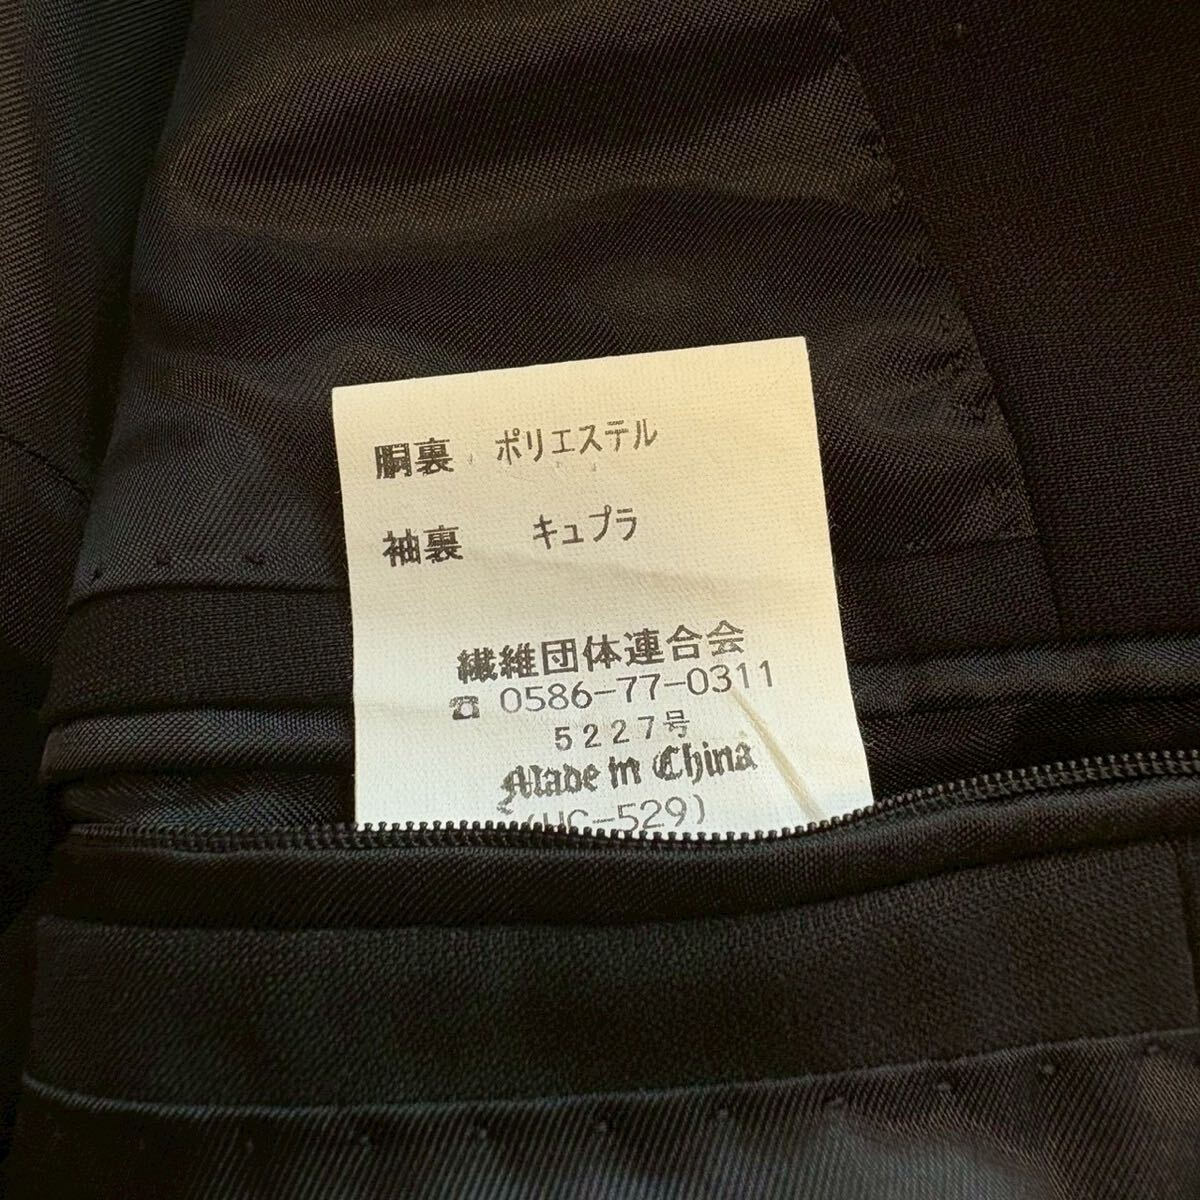 胴裏 ポリエステル
袖裏 キュプラ
繊維団体連合会
☎ 0586-77-0311
5227号
Made in China
(HC-529)